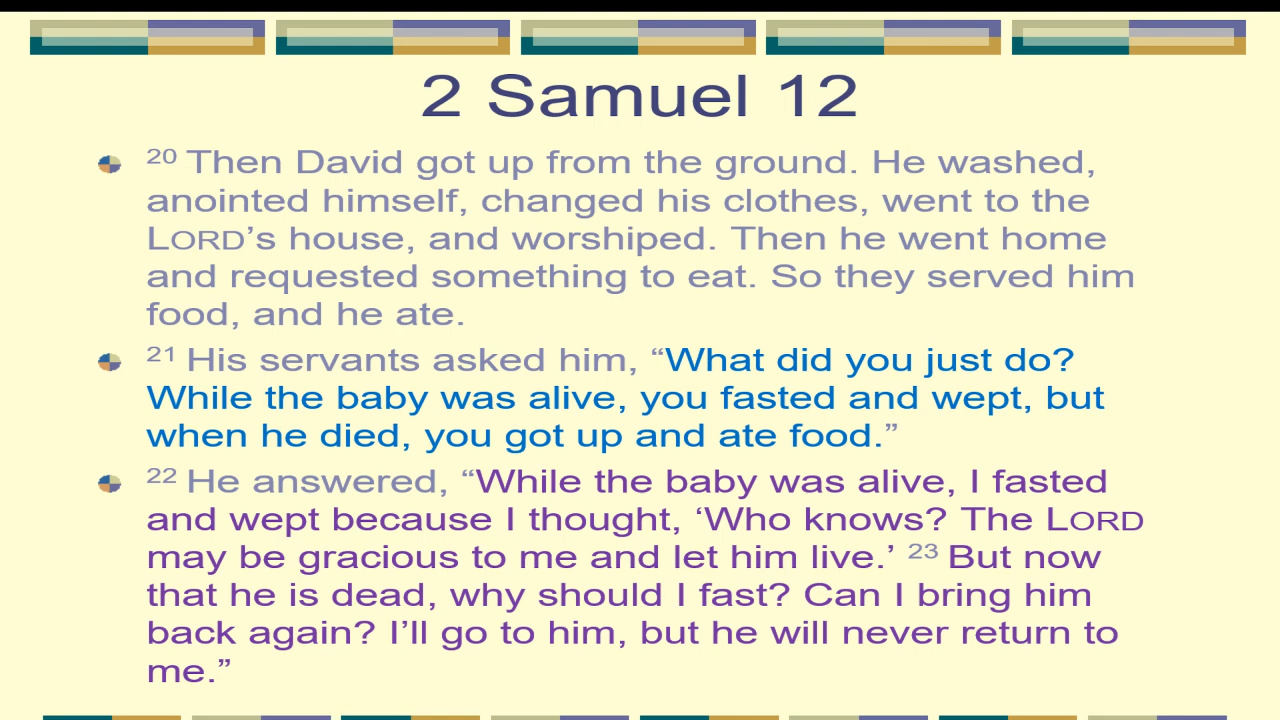 2 Samuel 12
20 Then David got up from the ground. He washed,
anointed himself, changed his clothes, went to the
LORD’s house, and worshiped. Then he went home
and requested something to eat. So they served him
food, and he ate.
21 His servants asked him, “What did you just do?
While the baby was alive, you fasted and wept, but
when he died, you got up and ate food.”
22 He answered, “While the baby was alive, I fasted
and wept because I thought, ‘Who knows? The LORD
may be gracious to me and let him live.’ 23 But now
that he is dead, why should I fast? Can I bring him
back again? I’ll go to him, but he will never return to
me.”